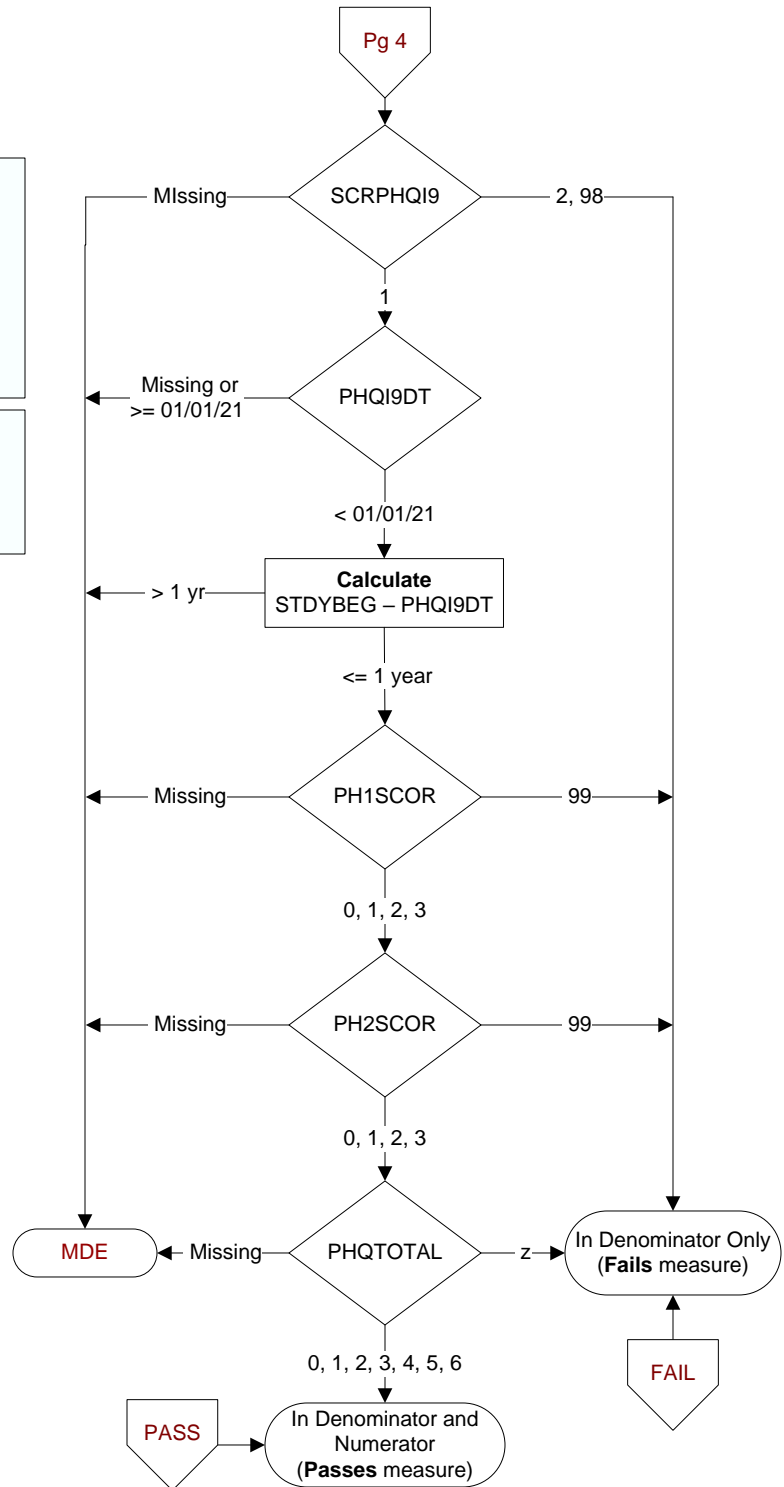 Pg 4
SCRPHQI9
MIssing
2, 98
1
PHQI9DT
Missing or
>= 01/01/21
< 01/01/21
Calculate
STDYBEG – PHQI9DT
> 1 yr
<= 1 year
PH1SCOR
Missing
99
0, 1, 2, 3
PH2SCOR
Missing
99
0, 1, 2, 3
MDE
Missing
PHQTOTAL
z
In Denominator Only
(Fails measure)
0, 1, 2, 3, 4, 5, 6
FAIL
PASS
In Denominator and
Numerator
(Passes measure)